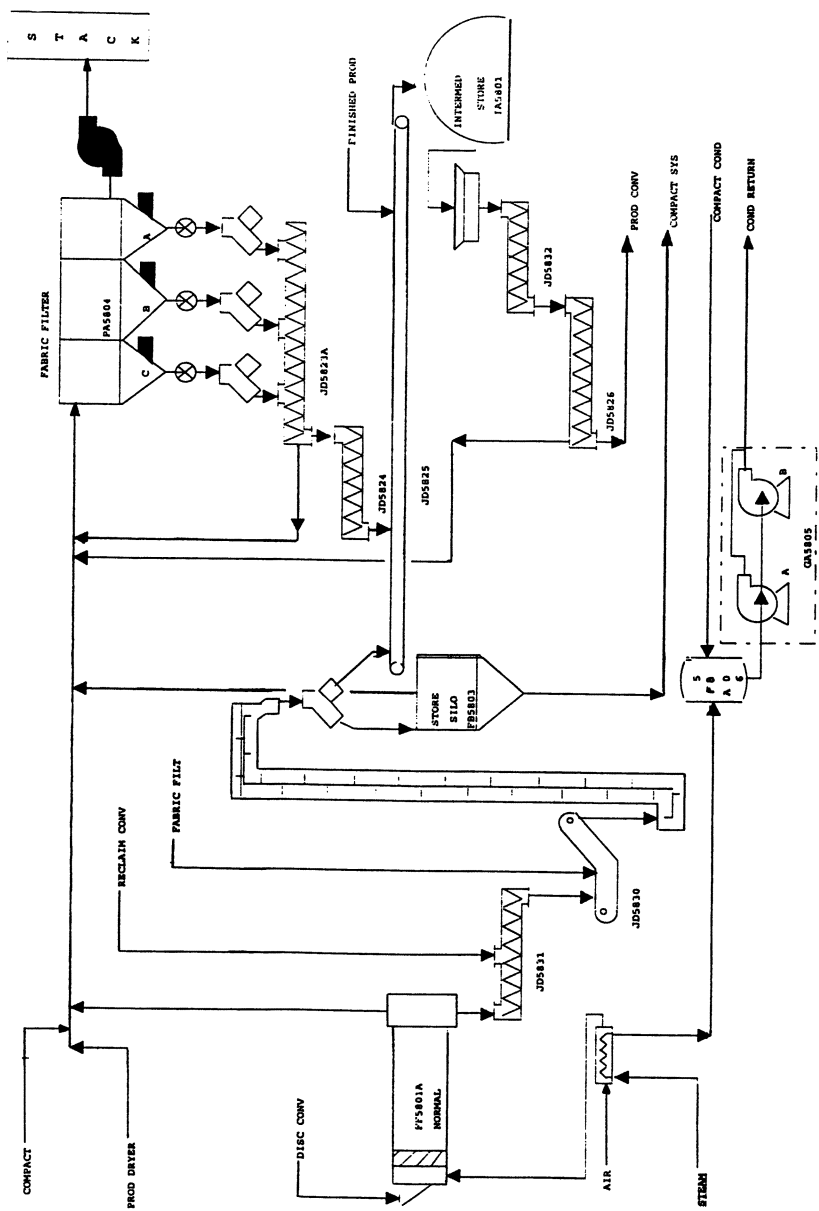 S T A C K
FABRIC FILTER
PA5804
A
B
C
JD5823A
JD5824
JD5825
FINISHED PROD
INTERMED
STORE
IA5801
JD5832
JD5826
PROD CONV
COMPACT SYS
COMPACT COND
COND RETURN
A
B
GA5805
5
F 8
A 0
6
STORE
SILO
FB5803
FABRIC FILT
RECLAIM CONV
JD5830
JD5831
FF5801A
NORMAL
DISC CONV
COMPACT
PROD DRYER
AIR
STEAM